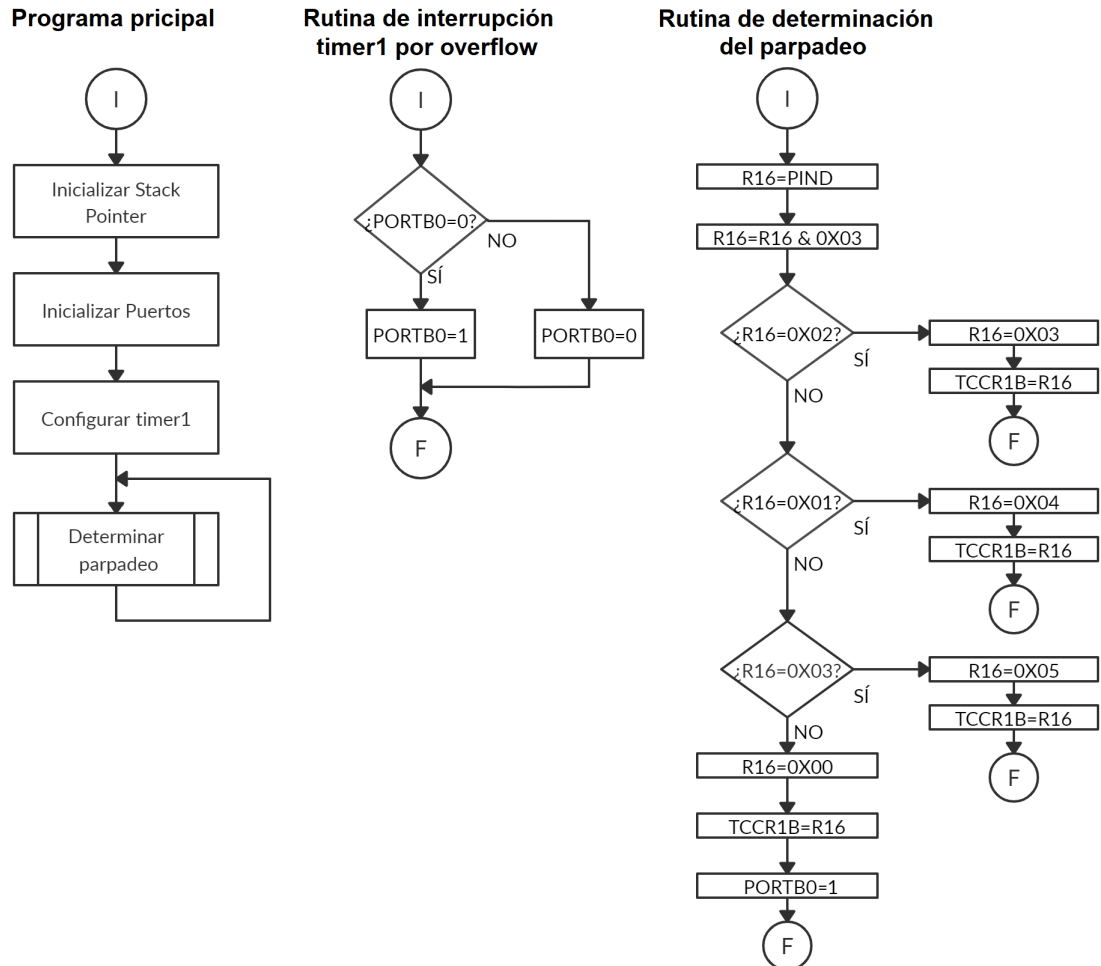 Programa pricipal
I
Inicializar Stack
Pointer
Inicializar Puertos
Configurar timer1
Determinar
parpadeo
Rutina de interrupción
timer1 por overflow
I
¿PORTB0=0?
NO
SÍ
PORTB0=1
PORTB0=0
F
Rutina de determinación
del parpadeo
I
R16=PIND
R16=R16 & 0X03
¿R16=0X02?
SÍ
R16=0X03
TCCR1B=R16
F
NO
¿R16=0X01?
SÍ
R16=0X04
TCCR1B=R16
F
NO
¿R16=0X03?
SÍ
R16=0X05
TCCR1B=R16
F
NO
R16=0X00
TCCR1B=R16
PORTB0=1
F